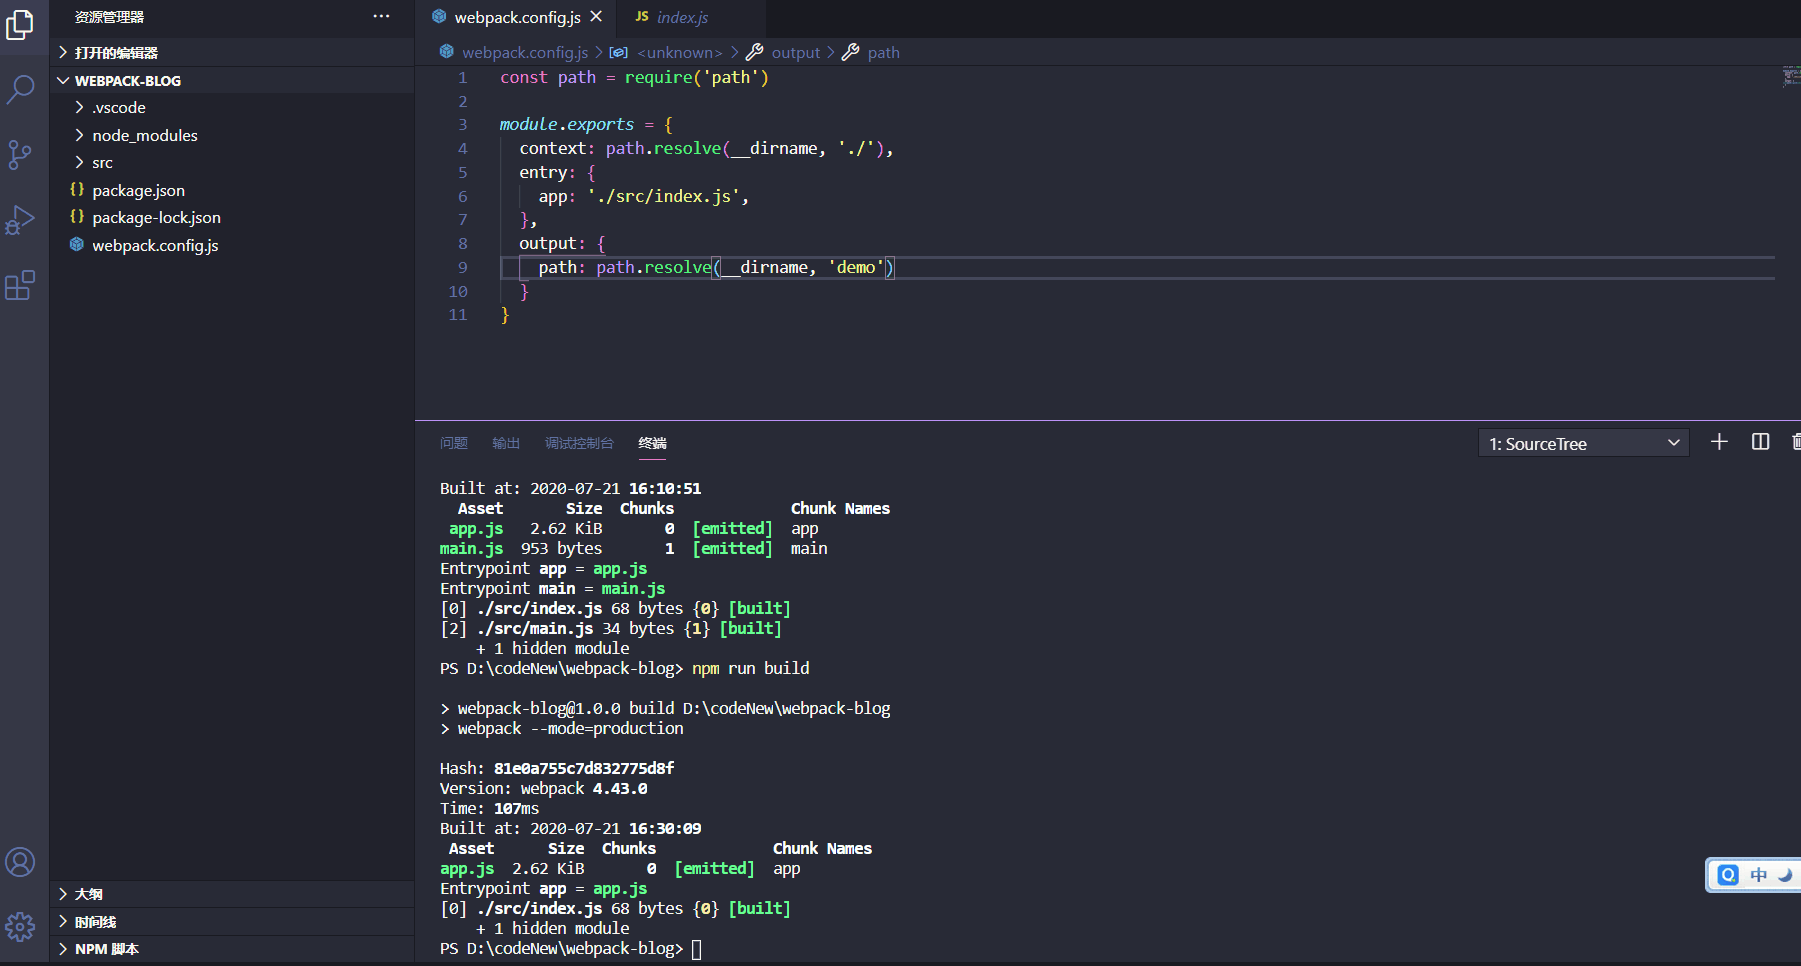 资源管理器 ···
打开的编辑器
WEBPACK-BLOG
.vscode
node_modules
src
{} package.json
{} package-lock.json
webpack.config.js
大纲
时间线
NPM 脚本
webpack.config.js JS index.js
webpack.config.js > <unknown> > output > path
1 const path = require('path')
2
3 module.exports = {
4 context: path.resolve(__dirname, './'),
5 entry: {
6 app: './src/index.js',
7 },
8 output: {
9 path: path.resolve(__dirname, 'demo')
10 }
11 }
问题 输出 调试控制台 终端 1: SourceTree
Built at: 2020-07-21 16:10:51
Asset Size Chunks Chunk Names
app.js 2.62 KiB 0 [emitted] app
main.js 953 bytes 1 [emitted] main
Entrypoint app = app.js
Entrypoint main = main.js
[0] ./src/index.js 68 bytes {0} [built]
[2] ./src/main.js 34 bytes {1} [built]
+ 1 hidden module
PS D:\codeNew\webpack-blog> npm run build
> webpack-blog@1.0.0 build D:\codeNew\webpack-blog
> webpack --mode=production
Hash: 81e0a755c7d832775d8f
Version: webpack 4.43.0
Time: 107ms
Built at: 2020-07-21 16:30:09
Asset Size Chunks Chunk Names
app.js 2.62 KiB 0 [emitted] app
Entrypoint app = app.js
[0] ./src/index.js 68 bytes {0} [built]
+ 1 hidden module
PS D:\codeNew\webpack-blog>
中